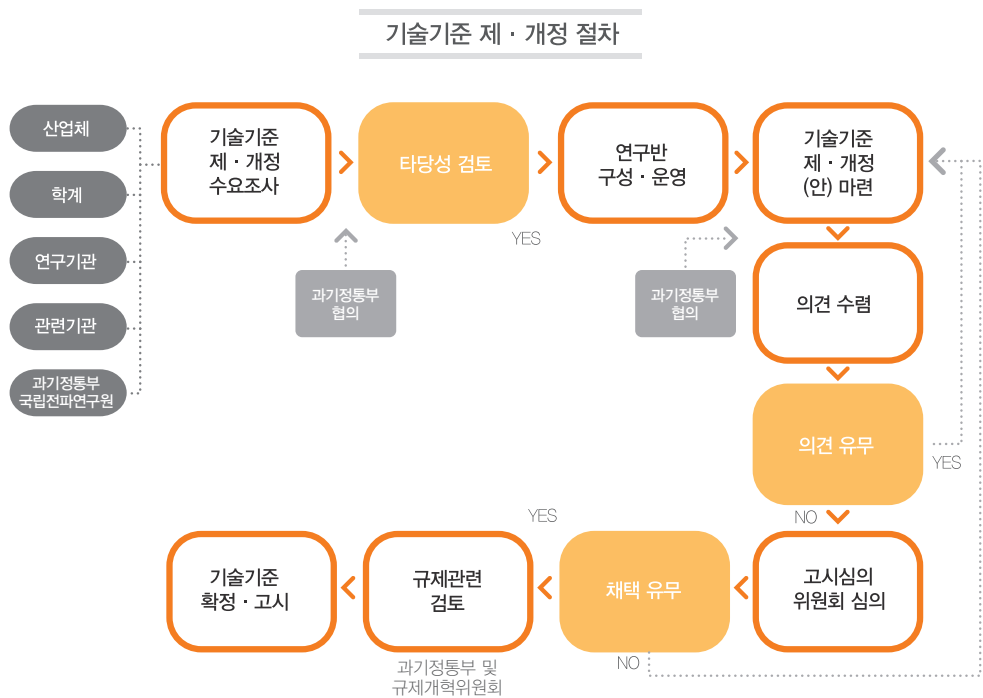 기술기준 제 · 개정 절차
산업체
학계
연구기관
관련기관
과기정통부
국립전파연구원
기술기준
제 · 개정
수요조사
타당성 검토
YES
과기정통부
협의
연구반
구성 · 운영
과기정통부
협의
기술기준
제 · 개정
(안) 마련
의견 수렴
의견 유무
YES
NO
고시심의
위원회 심의
채택 유무
YES
NO
규제관련
검토
과기정통부 및
규제개혁위원회
기술기준
확정 · 고시